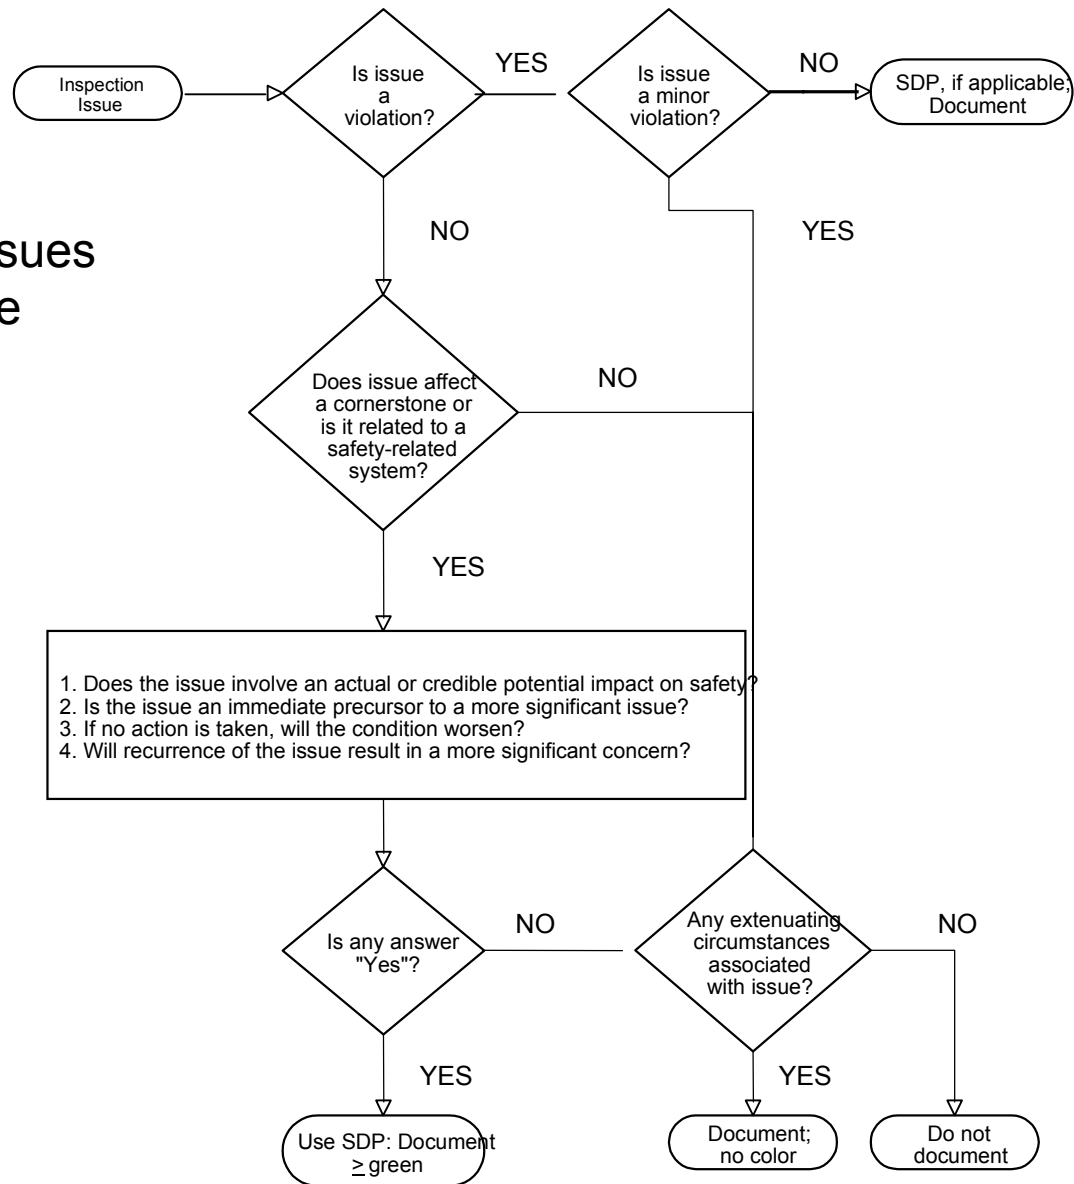 Inspection
Issue
Is issue
a
violation?
YES
Is issue
a minor
violation?
NO
SDP, if applicable;
Document
NO
YES
ssues
e
Does issue affect
a cornerstone or
is it related to a
safety-related
system?
NO
YES
1. Does the issue involve an actual or credible potential impact on safety?
2. Is the issue an immediate precursor to a more significant issue?
3. If no action is taken, will the condition worsen?
4. Will recurrence of the issue result in a more significant concern?
Is any answer
"Yes"?
NO
Any extenuating
circumstances
associated
with issue?
NO
YES
YES
Use SDP: Document
≥ green
Document;
no color
Do not
document